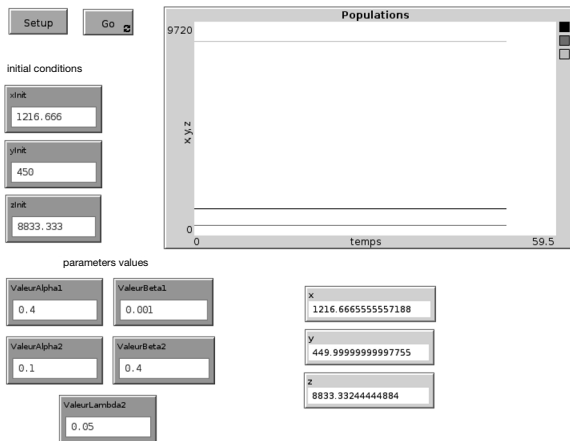 Setup
Go
initial conditions
xInit
1216.666
yInit
450
zInit
8833.333
Populations
9720
x,y,z
0
0
temps
59.5
parameters values
ValeurAlpha1
0.4
ValeurBeta1
0.001
ValeurAlpha2
0.1
ValeurBeta2
0.4
ValeurLambda2
0.05
x
1216.6665555557188
y
449.99999999997755
z
8833.33244444884